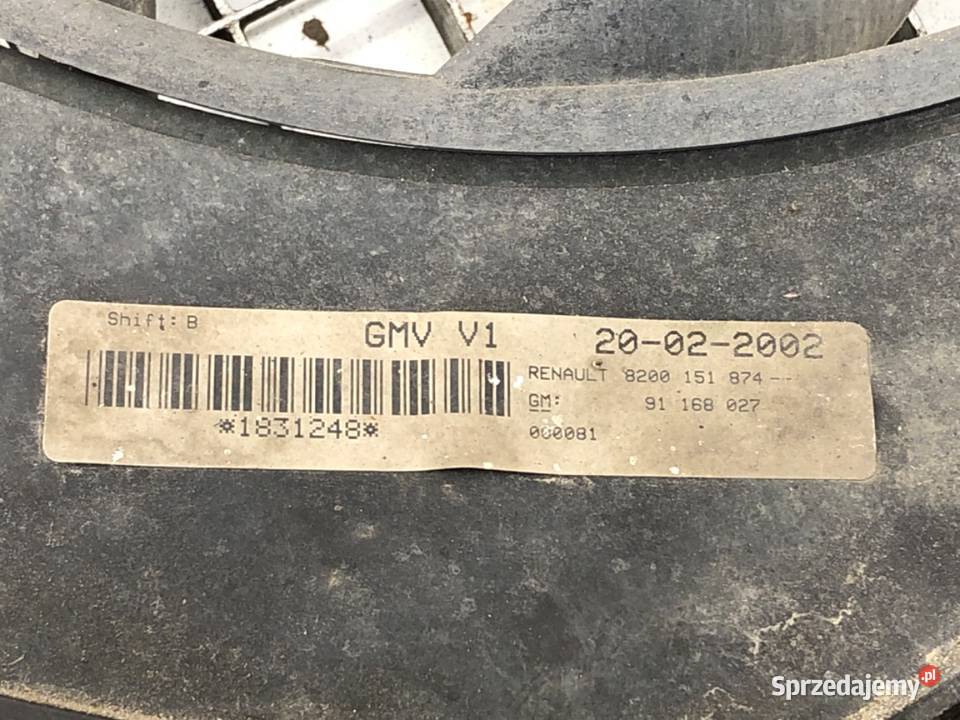 Shift: B
GMV V1
20-02-2002
*1831248*
RENAULT 8200 151 874--
GM: 91 168 027
000081
Sprzedajemy.pl